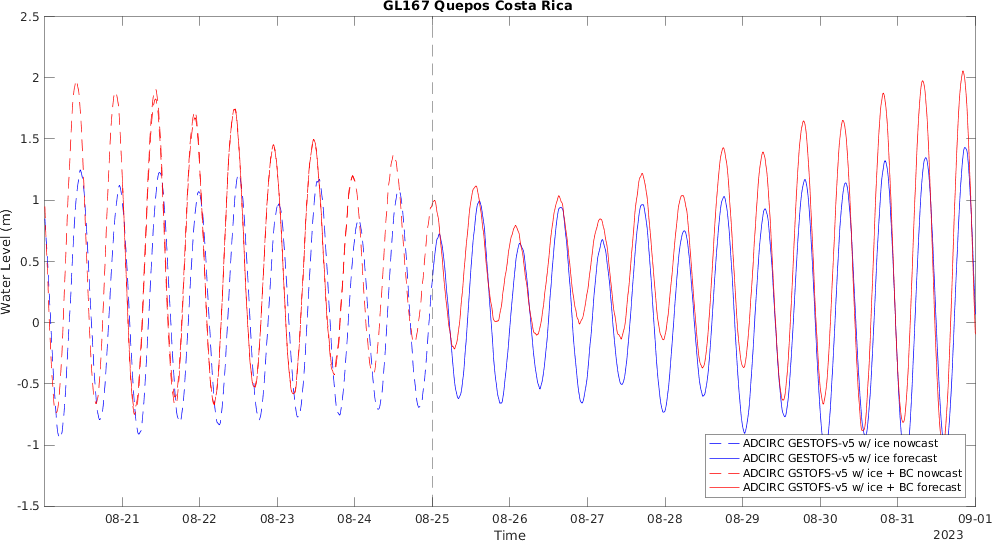 GL167 Quepos Costa Rica
2.5
2
1.5
1
0.5
0
-0.5
-1
-1.5
Water Level (m)
ADCIRC GESTOFS-v5 w/ ice nowcast
ADCIRC GESTOFS-v5 w/ ice forecast
ADCIRC GSTOFS-v5 w/ ice + BC nowcast
ADCIRC GSTOFS-v5 w/ ice + BC forecast
08-21 08-22 08-23 08-24 08-25 08-26 08-27 08-28 08-29 08-30 08-31 09-01
Time
2023